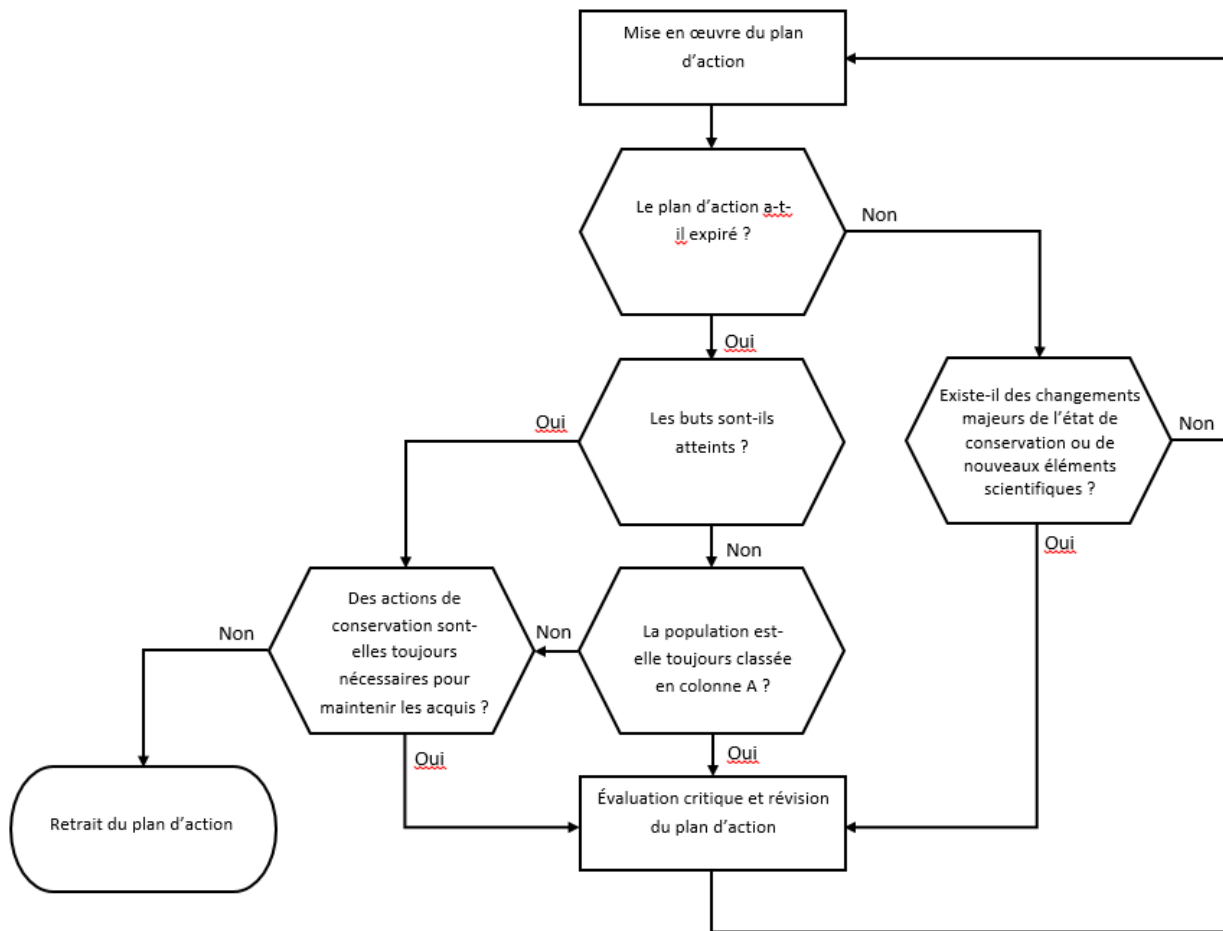 Mise en œuvre du plan
d’action
Le plan d’action a-t-
il expiré ?
Non
Oui
Existe-il des changements
majeurs de l’état de
conservation ou de
nouveaux éléments
scientifiques ?
Non
Oui
Les buts sont-ils
atteints ?
Oui
Non
Des actions de
conservation sont-
elles toujours
nécessaires pour
maintenir les acquis ?
Non
Oui
La population est-
elle toujours classée
en colonne A ?
Non
Oui
Évaluation critique et révision
du plan d’action
Retrait du plan d’action